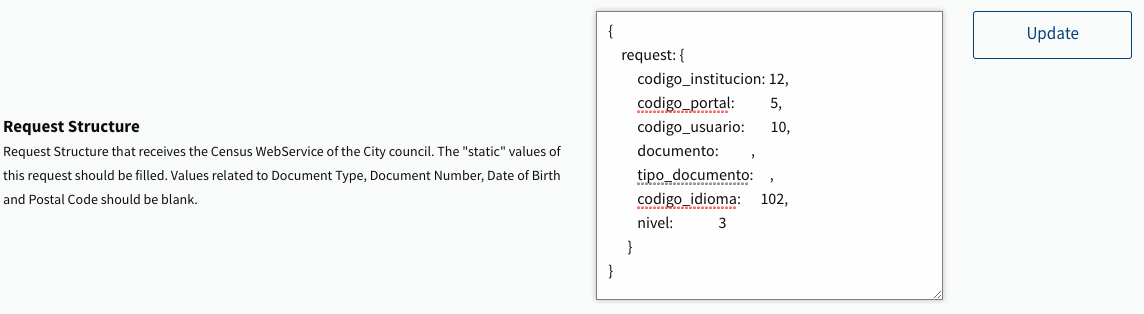 Request Structure
Request Structure that receives the Census WebService of the City council. The "static" values of
this request should be filled. Values related to Document Type, Document Number, Date of Birth
and Postal Code should be blank.
{
request: {
codigo_institucion: 12,
codigo_portal: 5,
codigo_usuario: 10,
documento: ,
tipo_documento: ,
codigo_idioma: 102,
nivel: 3
}
}
Update